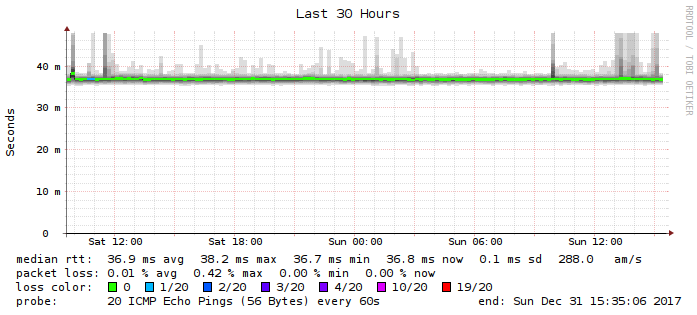 Last 30 Hours
RRDTOOL / TOBI OETIKER
Seconds
40 m
30 m
20 m
10 m
0
Sat 12:00 Sat 18:00 Sun 00:00 Sun 06:00 Sun 12:00
median rtt: 36.9 ms avg 38.2 ms max 36.7 ms min 36.8 ms now 0.1 ms sd 288.0 am/s
packet loss: 0.01 % avg 0.42 % max 0.00 % min 0.00 % now
loss color: 0 1/20 2/20 3/20 4/20 10/20 19/20
probe: 20 ICMP Echo Pings (56 Bytes) every 60s end: Sun Dec 31 15:35:06 2017